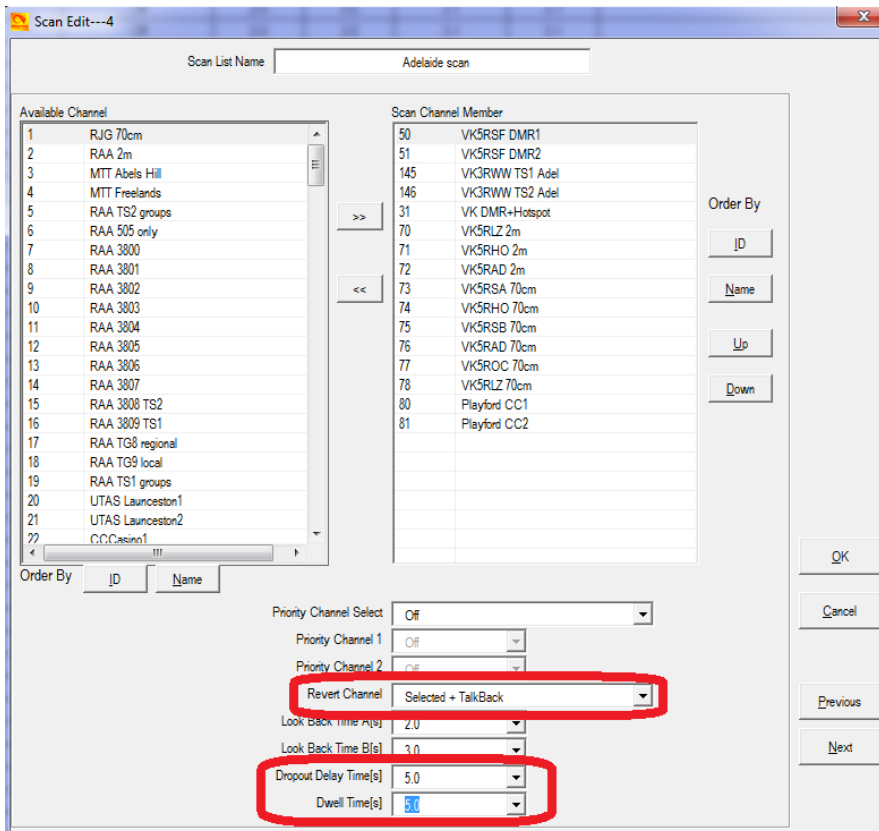 Scan Edit---4
Scan List Name Adelaide scan
Available Channel
1 RJG 70cm
2 RAA 2m
3 MTT Abels Hill
4 MTT Freelands
5 RAA TS2 groups
6 RAA 505 only
7 RAA 3800
8 RAA 3801
9 RAA 3802
10 RAA 3803
11 RAA 3804
12 RAA 3805
13 RAA 3806
14 RAA 3807
15 RAA 3808 TS2
16 RAA 3809 TS1
17 RAA TG8 regional
18 RAA TG9 local
19 RAA TS1 groups
20 UTAS Launceston1
21 UTAS Launceston2
22 CCCasino1
Order By ID Name
>>
<<
Scan Channel Member
50 VK5RSF DMR1
51 VK5RSF DMR2
145 VK3RWW TS1 Adel
146 VK3RWW TS2 Adel
31 VK DMR+Hotspot
70 VK5RLZ 2m
71 VK5RHO 2m
72 VK5RAD 2m
73 VK5RSA 70cm
74 VK5RHO 70cm
75 VK5RSB 70cm
76 VK5RAD 70cm
77 VK5ROC 70cm
78 VK5RLZ 70cm
80 Playford CC1
81 Playford CC2
Order By
ID
Name
Up
Down
Priority Channel Select Off
Priority Channel 1 Off
Priority Channel 2 Off
Revert Channel Selected + TalkBack
Look Back Time A[s] 2.0
Look Back Time B[s] 3.0
Dropout Delay Time[s] 5.0
Dwell Time[s] 5.0
OK
Cancel
Previous
Next